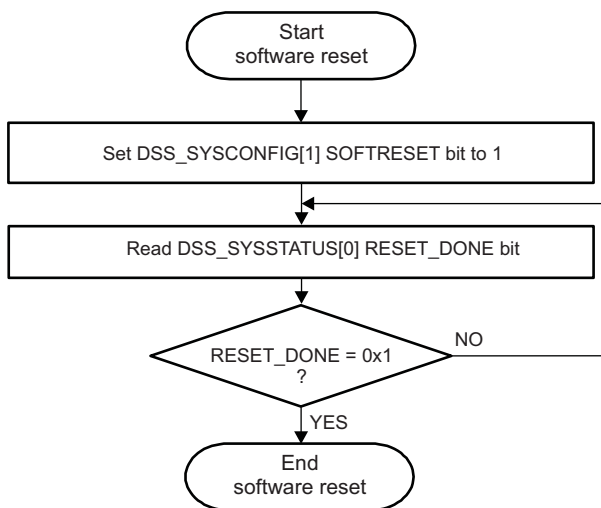 Start
software reset
Set DSS_SYSCONFIG[1] SOFTRESET bit to 1
Read DSS_SYSSTATUS[0] RESET_DONE bit
RESET_DONE = 0x1
?
NO
YES
End
software reset